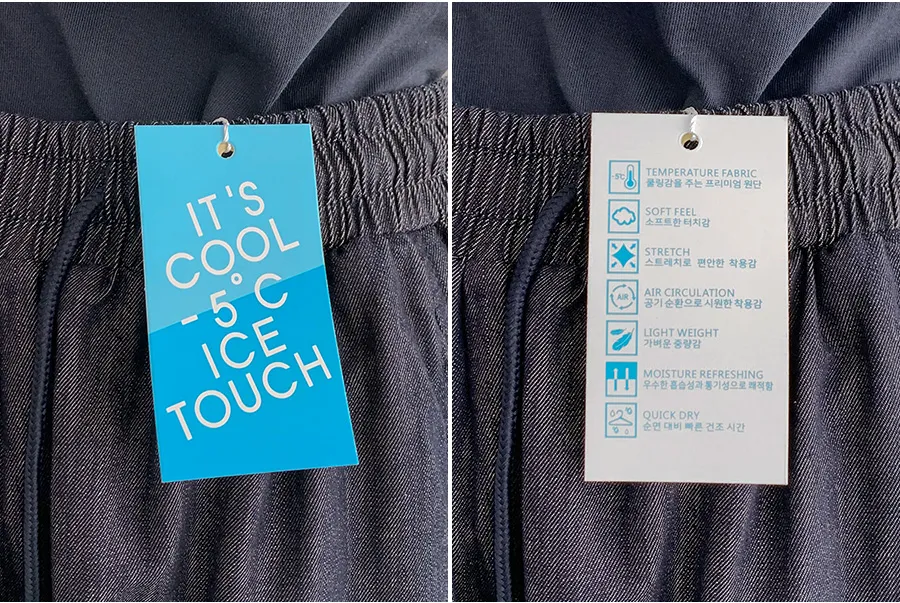 IT'S
COOL
-5°C
ICE
TOUCH
-5℃
TEMPERATURE FABRIC
쿨링감을 주는 프리미엄 원단
SOFT FEEL
소프트한 터치감
STRETCH
스트레치로 편안한 착용감
AIR
AIR CIRCULATION
공기 순환으로 시원한 착용감
LIGHT WEIGHT
가벼운 중량감
MOISTURE REFRESHING
우수한 흡습성과 통기성으로 쾌적함
QUICK DRY
순면 대비 빠른 건조 시간